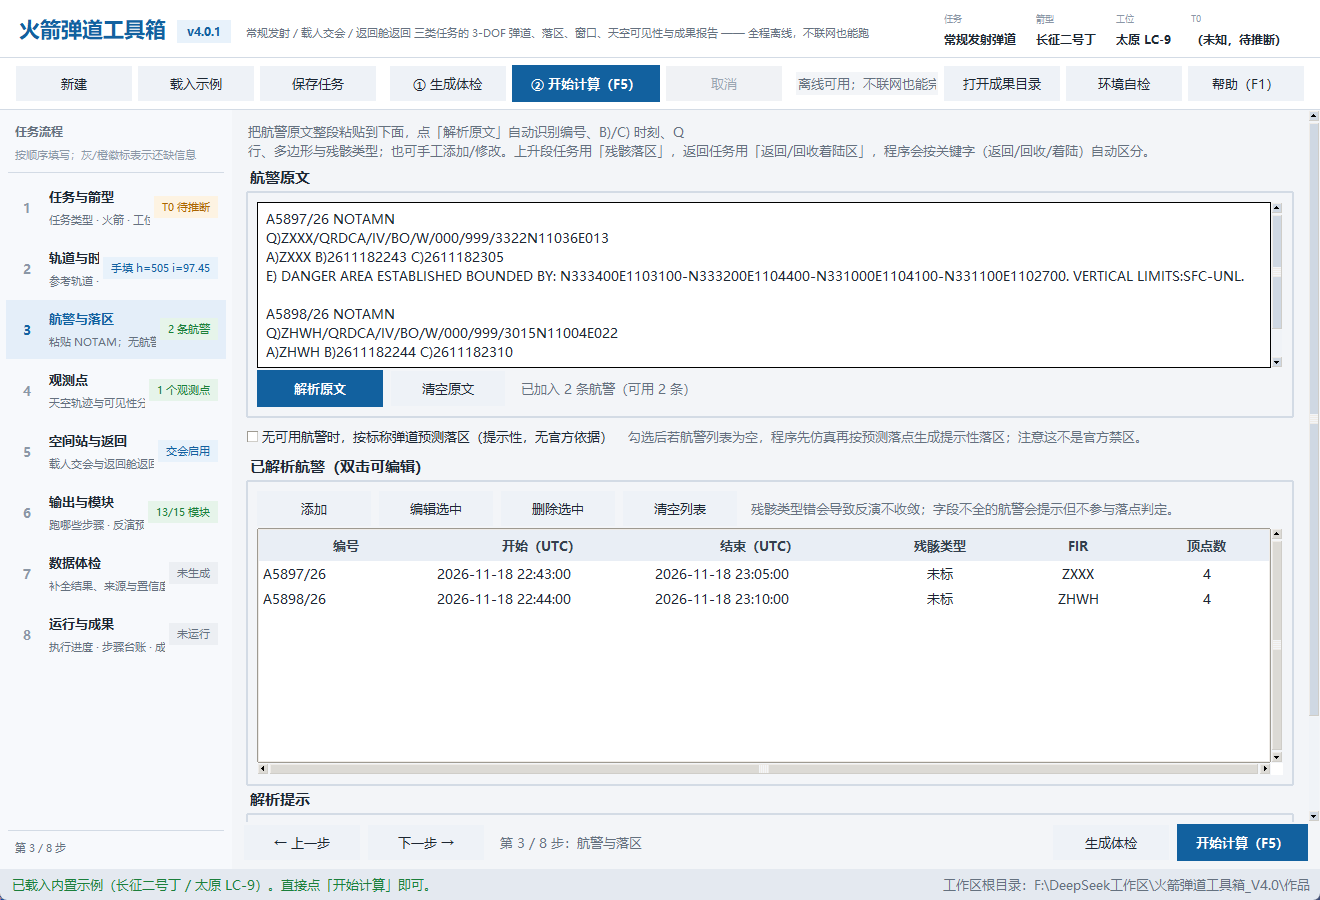 火箭弹道工具箱 v4.0.1 常规发射 / 载人交会 / 返回舱返回 三类任务的 3-DOF 弹道、落区、窗口、天空可见性与成果报告 —— 全程离线，不联网也能跑
任务 箭型 工位 T0
常规发射弹道 长征二号丁 太原 LC-9 （未知，待推断）
新建 载入示例 保存任务 ① 生成体检 ② 开始计算（F5） 取消 离线可用；不联网也能 打开成果目录 环境自检 帮助（F1）
任务流程
按顺序填写；灰/橙徽标表示还缺信息
1 任务与箭型 T0 待推断
任务类型 · 火箭 · 工位
2 轨道与时 手填 h=505 i=97.45
参考轨道 ·
3 航警与落区 2 条航警
粘贴 NOTAM；无航警
4 观测点 1 个观测点
天空轨迹与可见性分
5 空间站与返回 交会启用
载人交会与返回舱返回
6 输出与模块 13/15 模块
跑哪些步骤 · 反演预
7 数据体检 未生成
补全结果、来源与置信度
8 运行与成果 未运行
执行进度 · 步骤台账 · 成
第 3 / 8 步
把航警原文整段粘贴到下面，点「解析原文」自动识别编号、B)/C) 时刻、Q
行、多边形与残骸类型；也可手工添加/修改。上升段任务用「残骸落区」，返回任务用「返回/回收着陆区」，程序会按关键字（返回/回收/着陆）自动区分。
航警原文
A5897/26 NOTAMN
Q)ZXXX/QRDCA/IV/BO/W/000/999/3322N11036E013
A)ZXXX B)2611182243 C)2611182305
E) DANGER AREA ESTABLISHED BOUNDED BY: N333400E1103100-N333200E1104400-N331000E1104100-N331100E1102700. VERTICAL LIMITS:SFC-UNL.
A5898/26 NOTAMN
Q)ZHWH/QRDCA/IV/BO/W/000/999/3015N11004E022
A)ZHWH B)2611182244 C)2611182310
解析原文 清空原文 已加入 2 条航警（可用 2 条）
无可用航警时，按标称弹道预测落区（提示性，无官方依据） 勾选后若航警列表为空，程序先仿真再按预测落点生成提示性落区；注意这不是官方禁区。
已解析航警（双击可编辑）
添加 编辑选中 删除选中 清空列表 残骸类型错会导致反演不收敛；字段不全的航警会提示但不参与落点判定。
编号 开始（UTC） 结束（UTC） 残骸类型 FIR 顶点数
A5897/26 2026-11-18 22:43:00 2026-11-18 23:05:00 未标 ZXXX 4
A5898/26 2026-11-18 22:44:00 2026-11-18 23:10:00 未标 ZHWH 4
解析提示
← 上一步 下一步 → 第 3 / 8 步：航警与落区 生成体检 开始计算（F5）
已载入内置示例（长征二号丁 / 太原 LC-9）。直接点「开始计算」即可。 工作区根目录：F:\DeepSeek工作区\火箭弹道工具箱_V4.0\作品